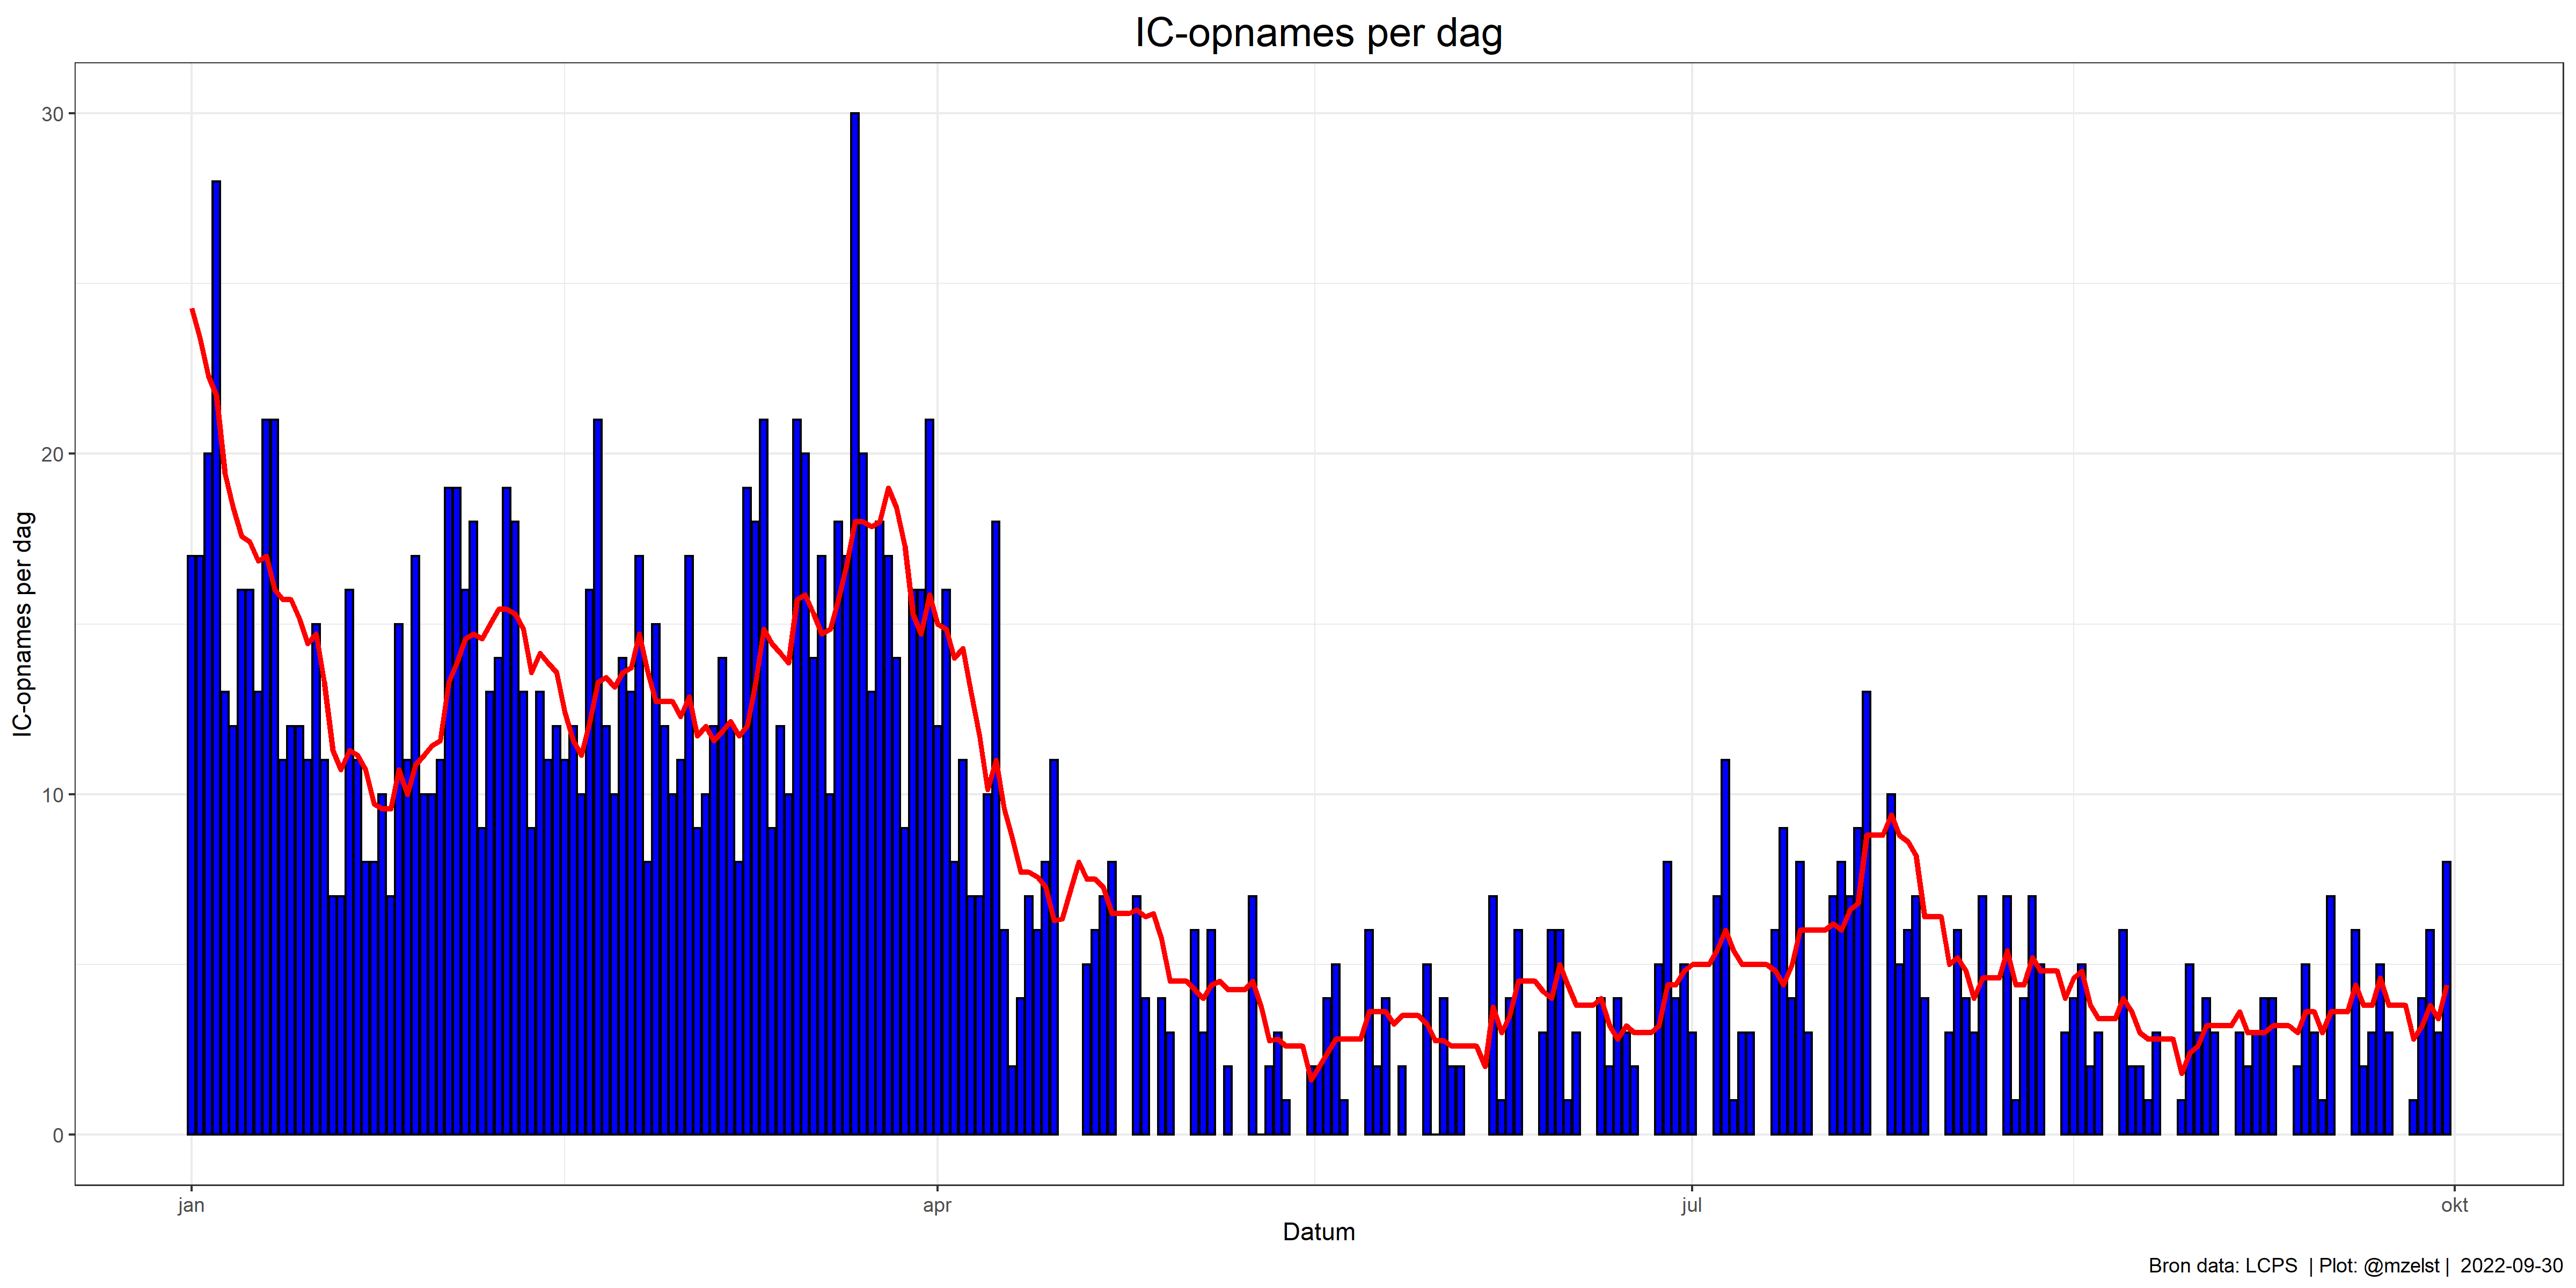 IC-opnames per dag
IC-opnames per dag
30
20
10
0
jan
apr
jul
okt
Datum
Bron data: LCPS | Plot: @mzelst | 2022-09-30